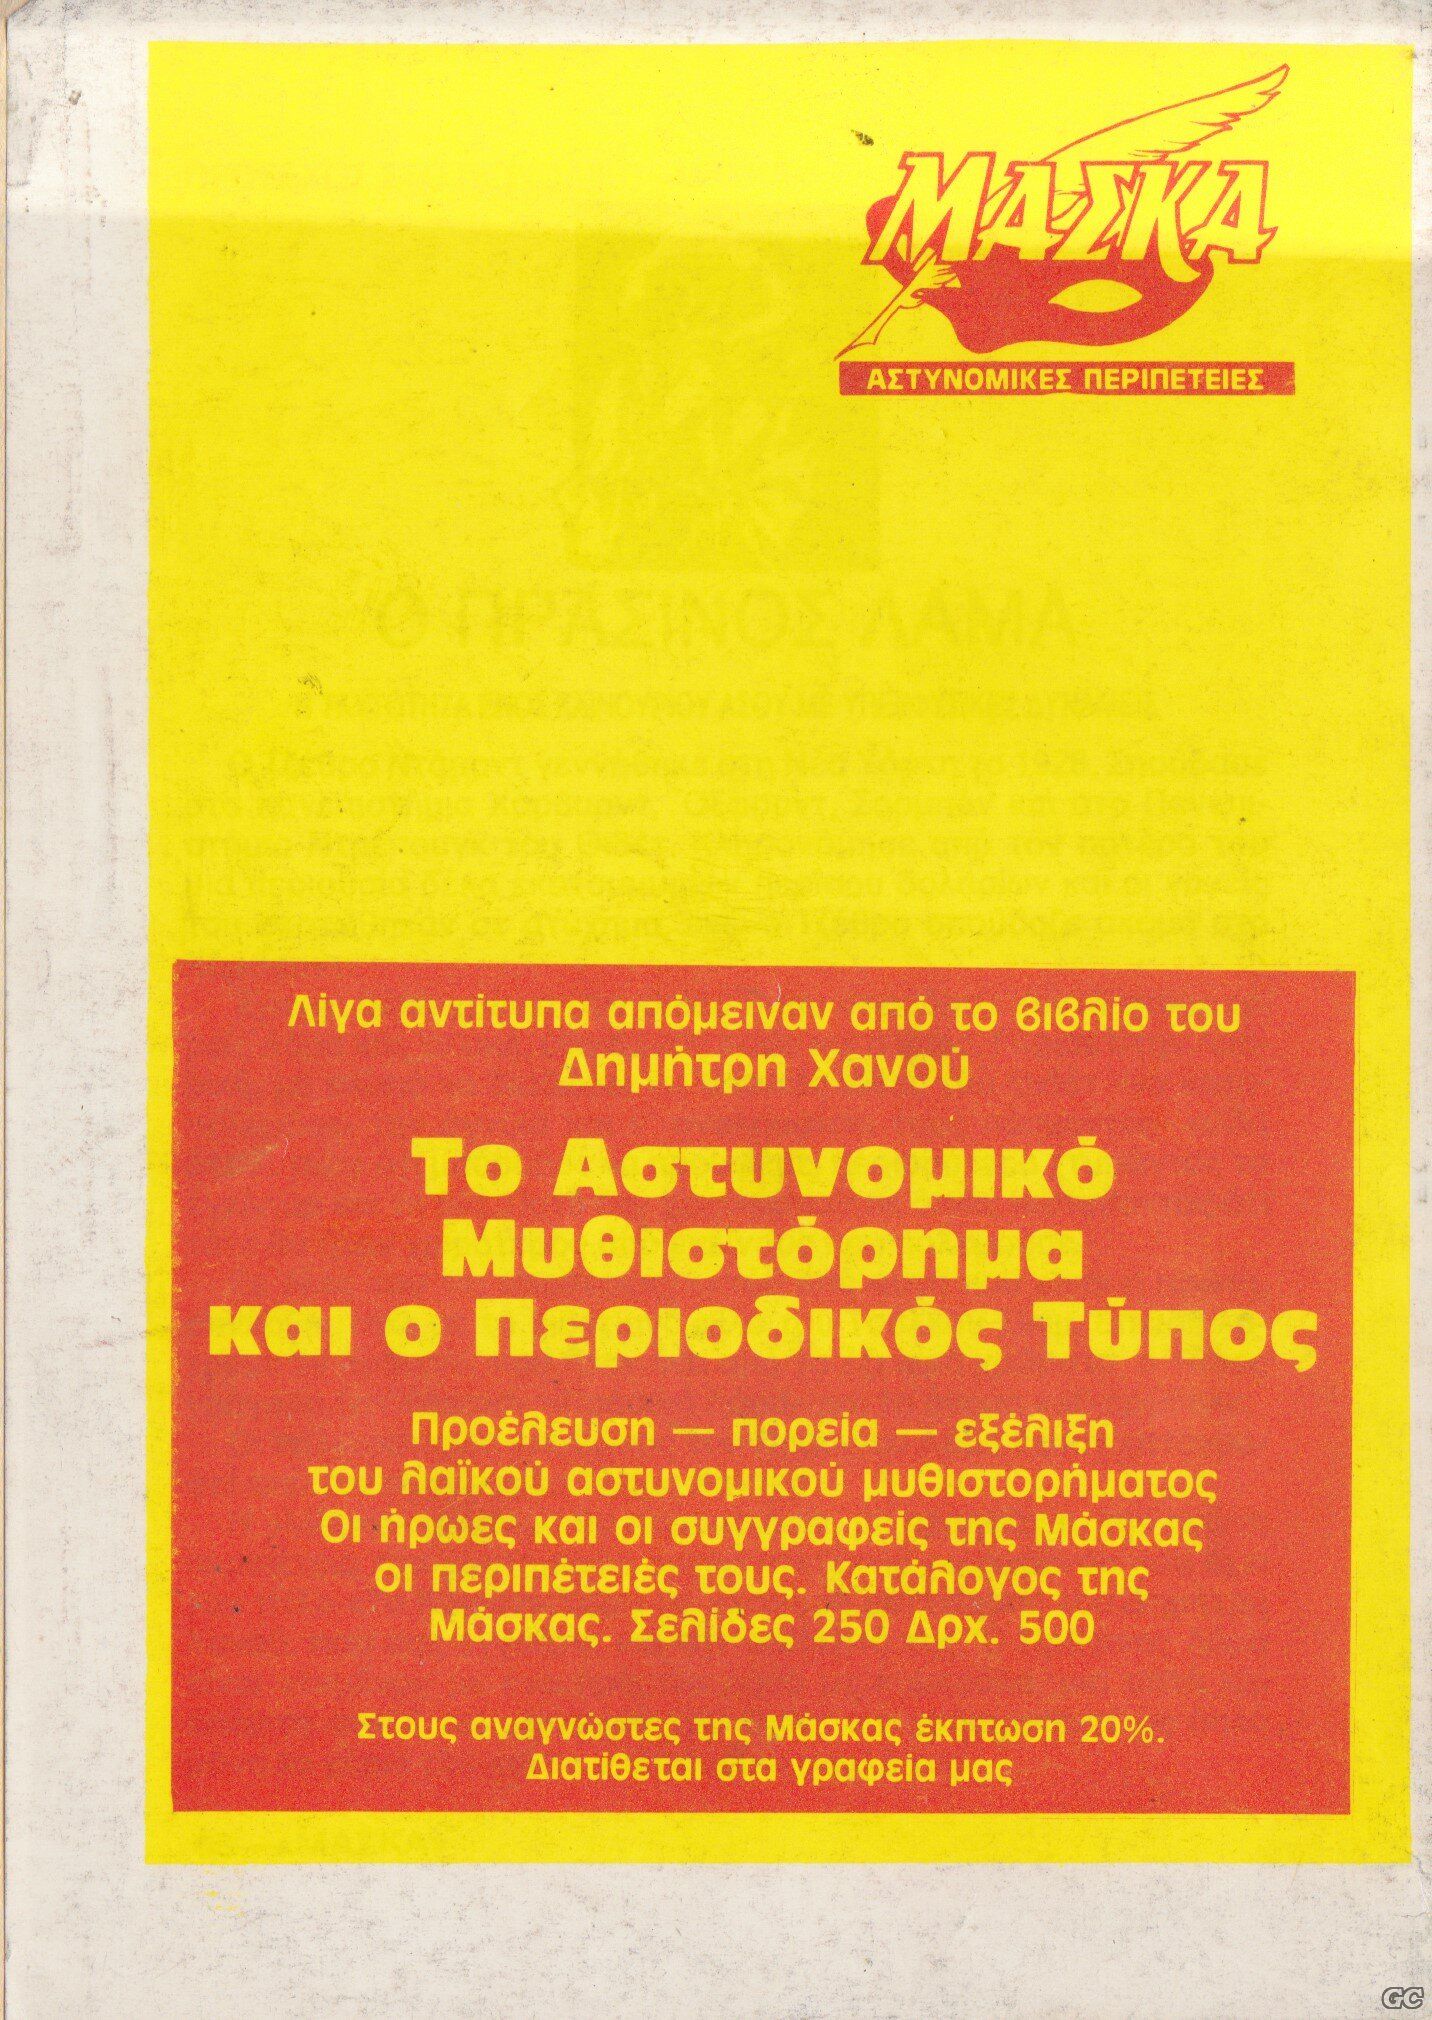 ΜΑΣΚΑ
ΑΣΤΥΝΟΜΙΚΕΣ ΠΕΡΙΠΕΤΕΙΕΣ
Ο ΠΡΑΣΙΝΟΣ ΛΑΜΑ
Λίγα αντίτυπα απόμειναν από το βιβλίο του
Δημήτρη Χανού
Το Αστυνομικό
Μυθιστόρημα
και ο Περιοδικός Τύπος
Προέλευση — πορεία — εξέλιξη
του λαϊκού αστυνομικού μυθιστορήματος
Οι ήρωες και οι συγγραφείς της Μάσκας
οι περιπέτειές τους. Κατάλογος της
Μάσκας. Σελίδες 250 Δρχ. 500
Στους αναγνώστες της Μάσκας έκπτωση 20%.
Διατίθεται στα γραφεία μας
GC